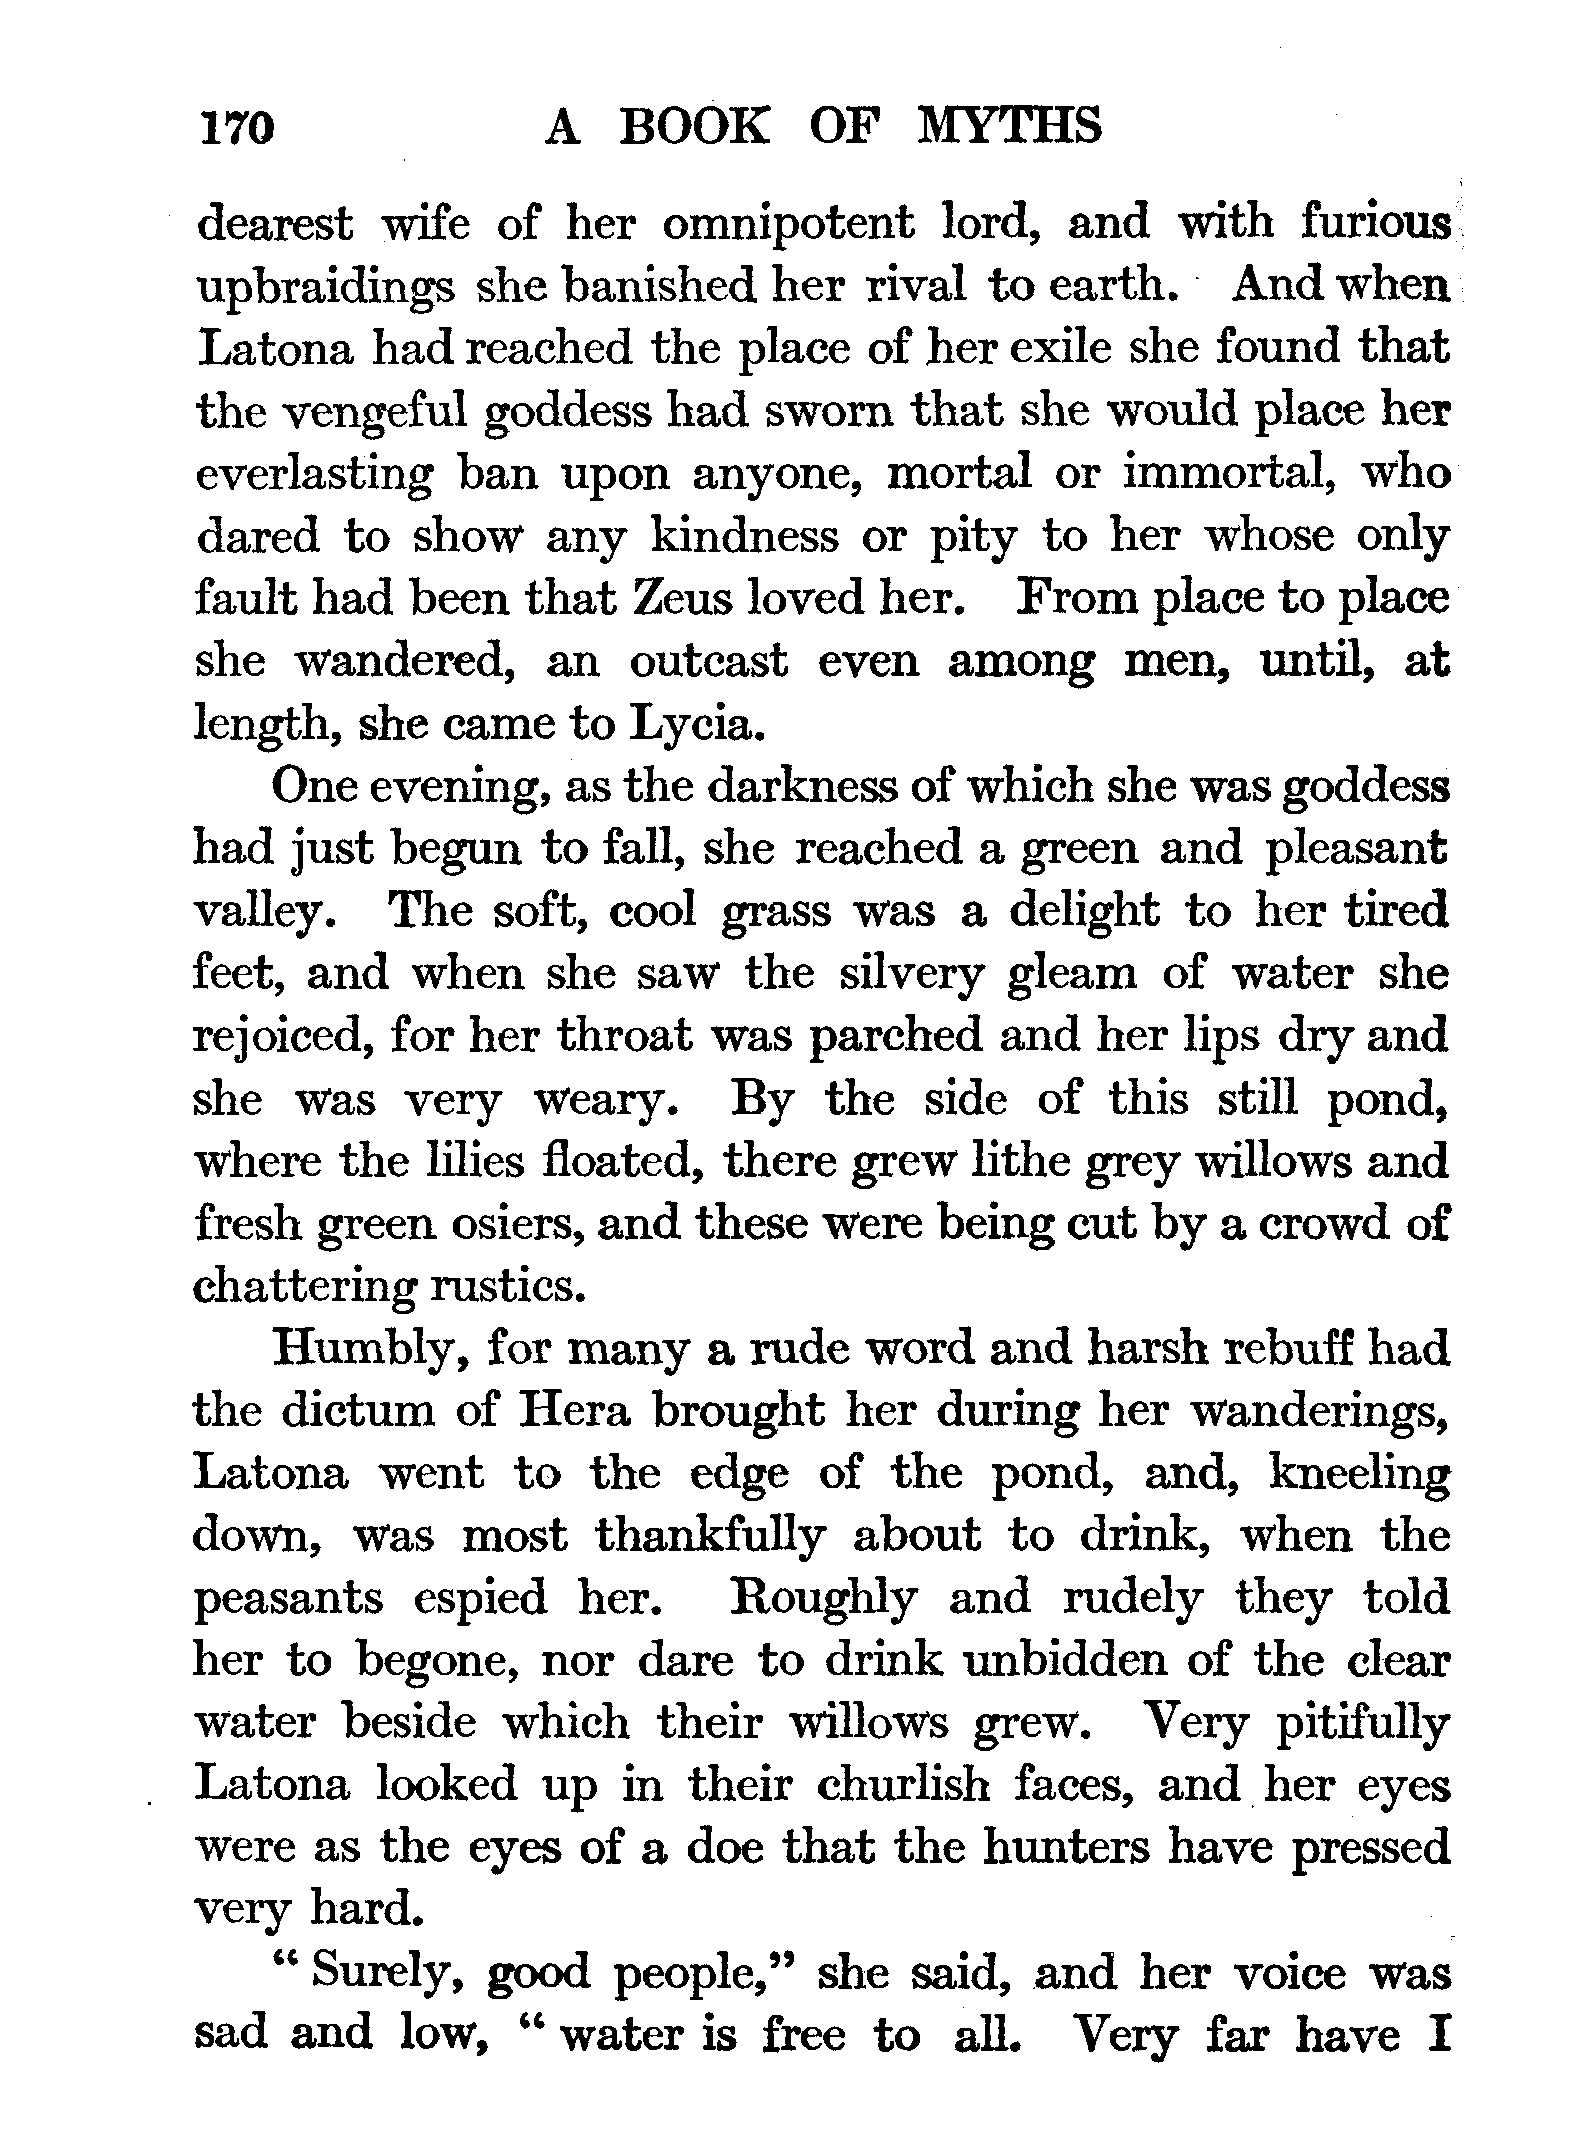 170 A BOOK OF MYTHS
dearest wife of her omnipotent lord, and with furious
upbraidings she banished her rival to earth. And when
Latona had reached the place of her exile she found that
the vengeful goddess had sworn that she would place her
everlasting ban upon anyone, mortal or immortal, who
dared to show any kindness or pity to her whose only
fault had been that Zeus loved her. From place to place
she wandered, an outcast even among men, until, at
length, she came to Lycia.
One evening, as the darkness of which she was goddess
had just begun to fall, she reached a green and pleasant
valley. The soft, cool grass was a delight to her tired
feet, and when she saw the silvery gleam of water she
rejoiced, for her throat was parched and her lips dry and
she was very weary. By the side of this still pond,
where the lilies floated, there grew lithe grey willows and
fresh green osiers, and these were being cut by a crowd of
chattering rustics.
Humbly, for many a rude word and harsh rebuff had
the dictum of Hera brought her during her wanderings,
Latona went to the edge of the pond, and, kneeling
down, was most thankfully about to drink, when the
peasants espied her. Roughly and rudely they told
her to begone, nor dare to drink unbidden of the clear
water beside which their willows grew. Very pitifully
Latona looked up in their churlish faces, and her eyes
were as the eyes of a doe that the hunters have pressed
very hard.
“ Surely, good people,” she said, and her voice was
sad and low, “ water is free to all. Very far have I